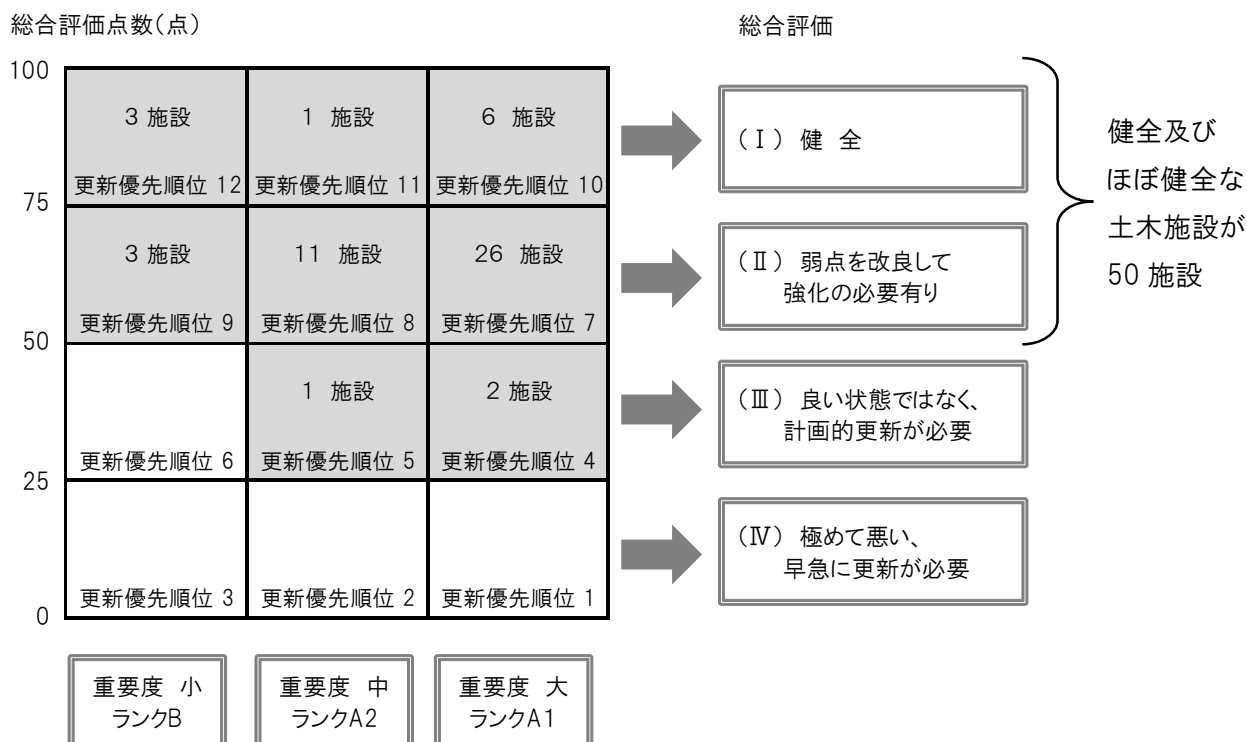 総合評価点数(点)
総合評価
100
3 施設
1 施設
6 施設
更新優先順位 12
更新優先順位 11
更新優先順位 10
(Ⅰ) 健 全
75
3 施設
11 施設
26 施設
更新優先順位 9
更新優先順位 8
更新優先順位 7
(Ⅱ) 弱点を改良して
強化の必要有り
健全及び
ほぼ健全な
土木施設が
50 施設
50
1 施設
2 施設
更新優先順位 6
更新優先順位 5
更新優先順位 4
(Ⅲ) 良い状態ではなく、
計画的更新が必要
25
更新優先順位 3
更新優先順位 2
更新優先順位 1
(Ⅳ) 極めて悪い、
早急に更新が必要
0
重要度 小
ランクB
重要度 中
ランクA2
重要度 大
ランクA1